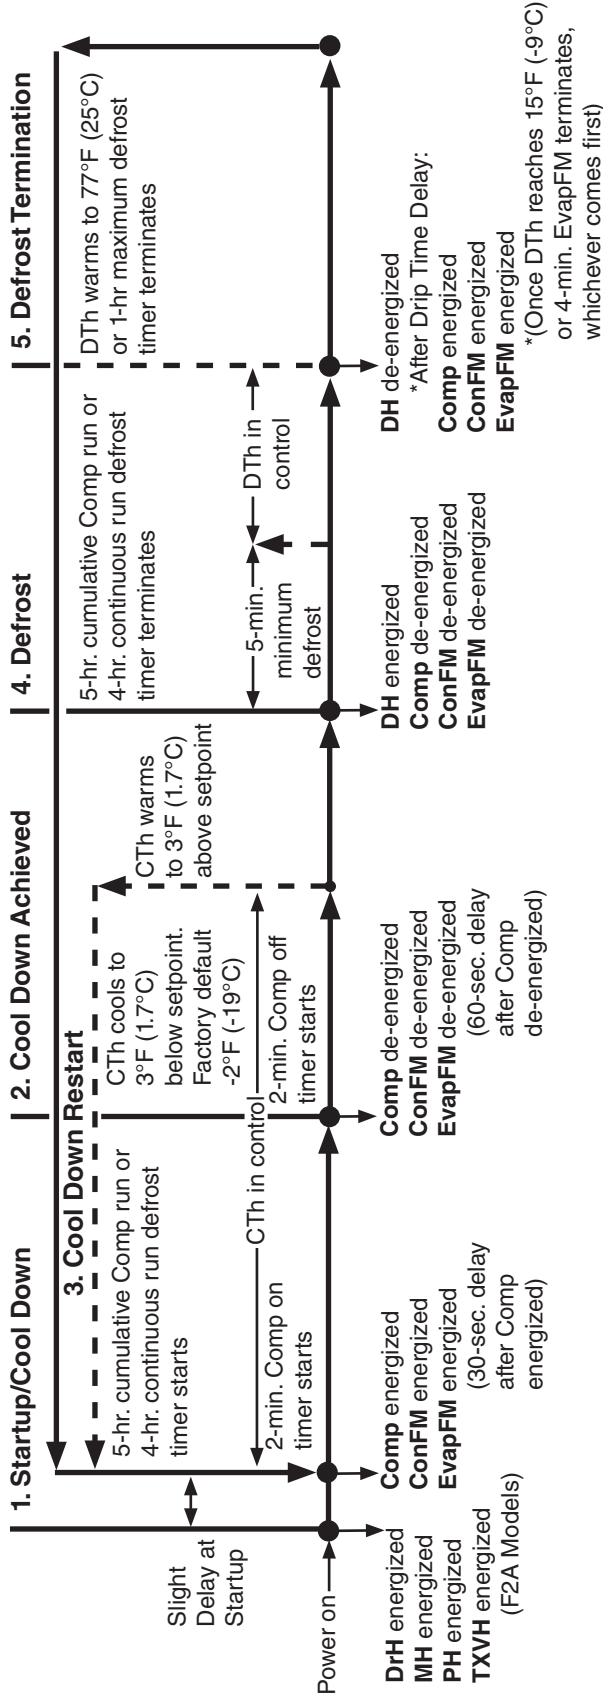 1. Startup/Cool Down
2. Cool Down Achieved
4. Defrost
5. Defrost Termination
3. Cool Down Restart
Slight
Delay at
Startup
5-hr. cumulative Comp run or
4-hr. continuous run defrost
timer starts
CTh cools to
3°F (1.7°C)
below setpoint.
Factory default
-2°F (-19°C)
CTh warms
to 3°F (1.7°C)
above setpoint
5-hr. cumulative Comp run or
4-hr. continuous run defrost
timer terminates
DTh warms to 77°F (25°C)
or 1-hr maximum defrost
timer terminates
CTh in control
2-min. Comp on
timer starts
2-min. Comp off
timer starts
5-min.
minimum
defrost
DTh in
control
Power on
DrH energized
MH energized
PH energized
TXVH energized
(F2A Models)
Comp energized
ConFM energized
EvapFM energized
(30-sec. delay
after Comp
energized)
Comp de-energized
ConFM de-energized
EvapFM de-energized
(60-sec. delay
after Comp
de-energized)
DH energized
Comp de-energized
ConFM de-energized
EvapFM de-energized
DH de-energized
*After Drip Time Delay:
Comp energized
ConFM energized
EvapFM energized
*(Once DTh reaches 15°F (-9°C)
or 4-min. EvapFM terminates,
whichever comes first)